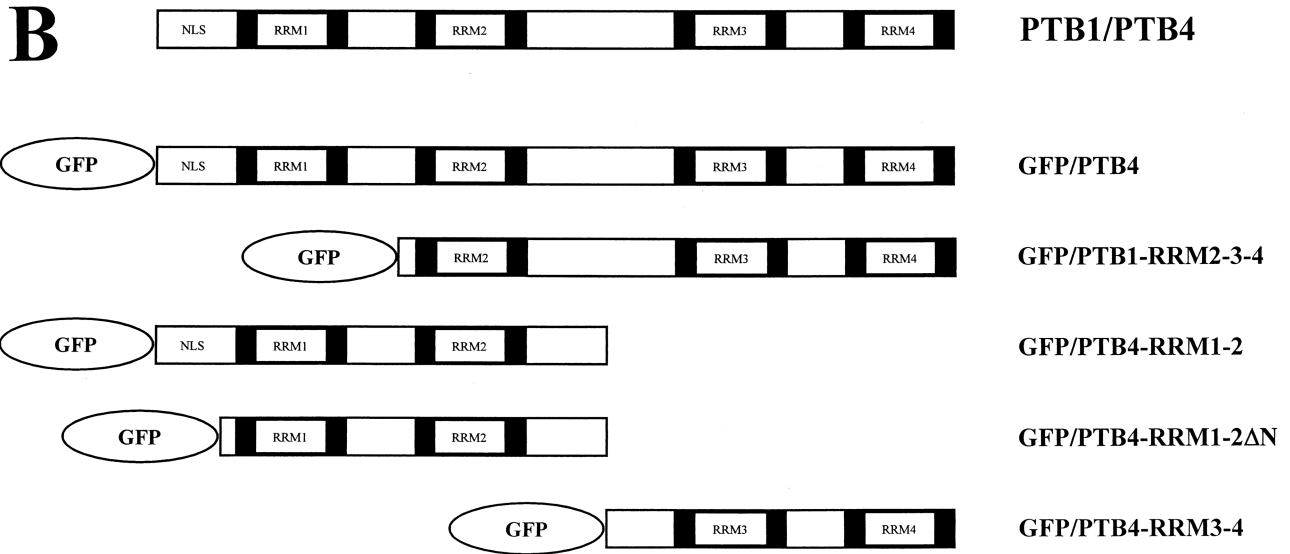 B
NLS RRM1 RRM2 RRM3 RRM4 PTB1/PTB4
GFP NLS RRM1 RRM2 RRM3 RRM4 GFP/PTB4
GFP RRM2 RRM3 RRM4 GFP/PTB1-RRM2-3-4
GFP NLS RRM1 RRM2 GFP/PTB4-RRM1-2
GFP RRM1 RRM2 GFP/PTB4-RRM1-2ΔN
GFP RRM3 RRM4 GFP/PTB4-RRM3-4